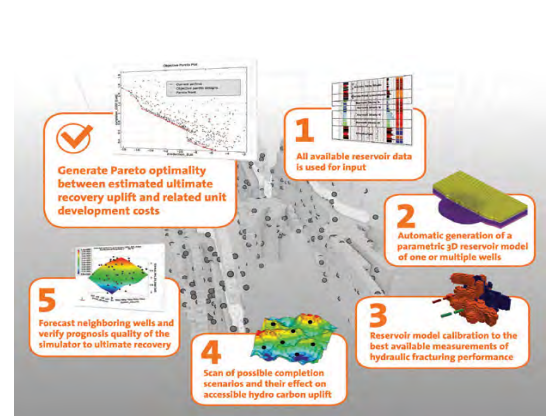 Objective Pareto Plot
1
All available reservoir data
is used for input
2
Automatic generation of a
parametric 3D reservoir model
of one or multiple wells
3
Reservoir model calibration to the
best available measurements of
hydraulic fracturing performance
4
Scan of possible completion
scenarios and their effect on
accessible hydro carbon uplift
5
Forecast neighboring wells and
verify prognosis quality of the
simulator to ultimate recovery
Generate Pareto optimality
between estimated ultimate
recovery uplift and related unit
development costs